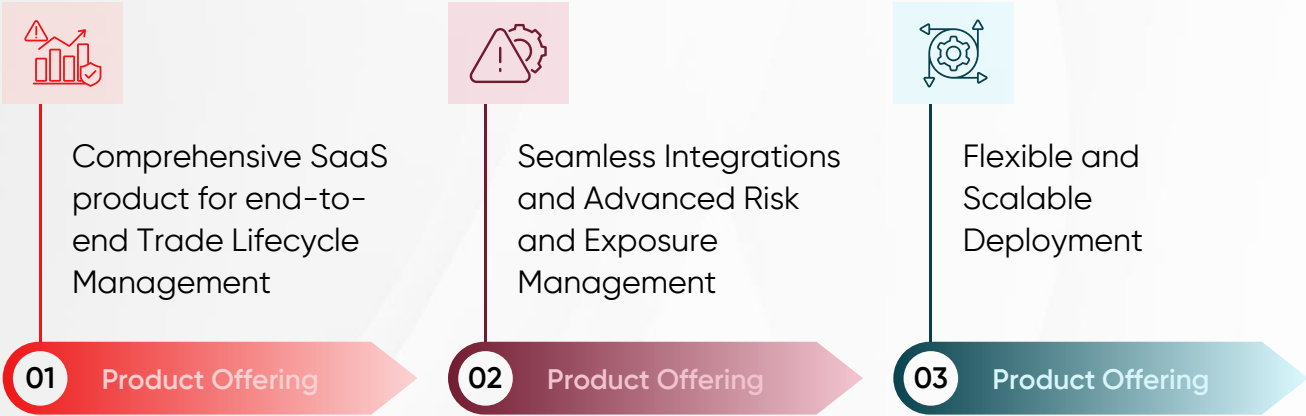 Comprehensive SaaS
product for end-to-
end Trade Lifecycle
Management
01 Product Offering
Seamless Integrations
and Advanced Risk
and Exposure
Management
02 Product Offering
Flexible and
Scalable
Deployment
03 Product Offering